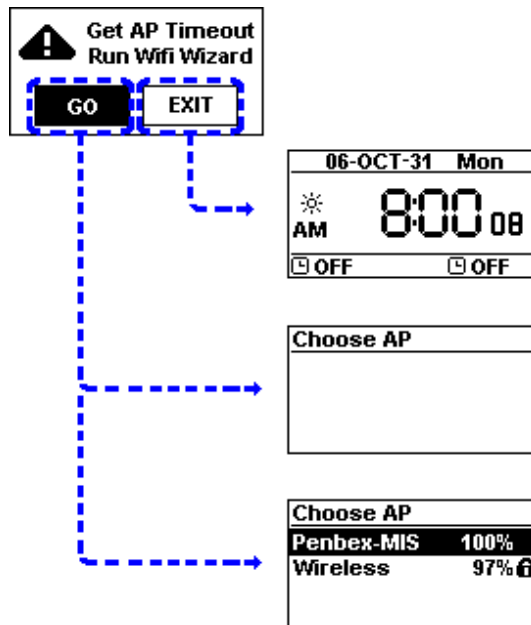 Get AP Timeout
Run Wifi Wizard
GO EXIT
06-OCT-31 Mon
AM 8:00 08
OFF OFF
Choose AP
Choose AP
Penbex-MIS 100%
Wireless 97%